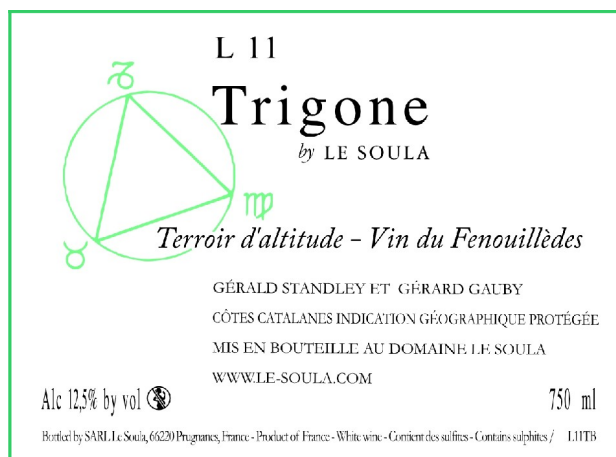 L 11
Trigone
by LE SOULA
Terroir d'altitude – Vin du Fenouillèdes
GÉRALD STANDLEY ET GÉRARD GAUBY
CÔTES CATALANES INDICATION GÉOGRAPHIQUE PROTÉGÉE
MIS EN BOUTEILLE AU DOMAINE LE SOULA
WWW.LE-SOULA.COM
Alc 12,5% by vol
750 ml
Bottled by SARL Le Soula, 66220 Prugnanes, France - Product of France - White wine - Contient des sulfites - Contains sulphites / L11TB